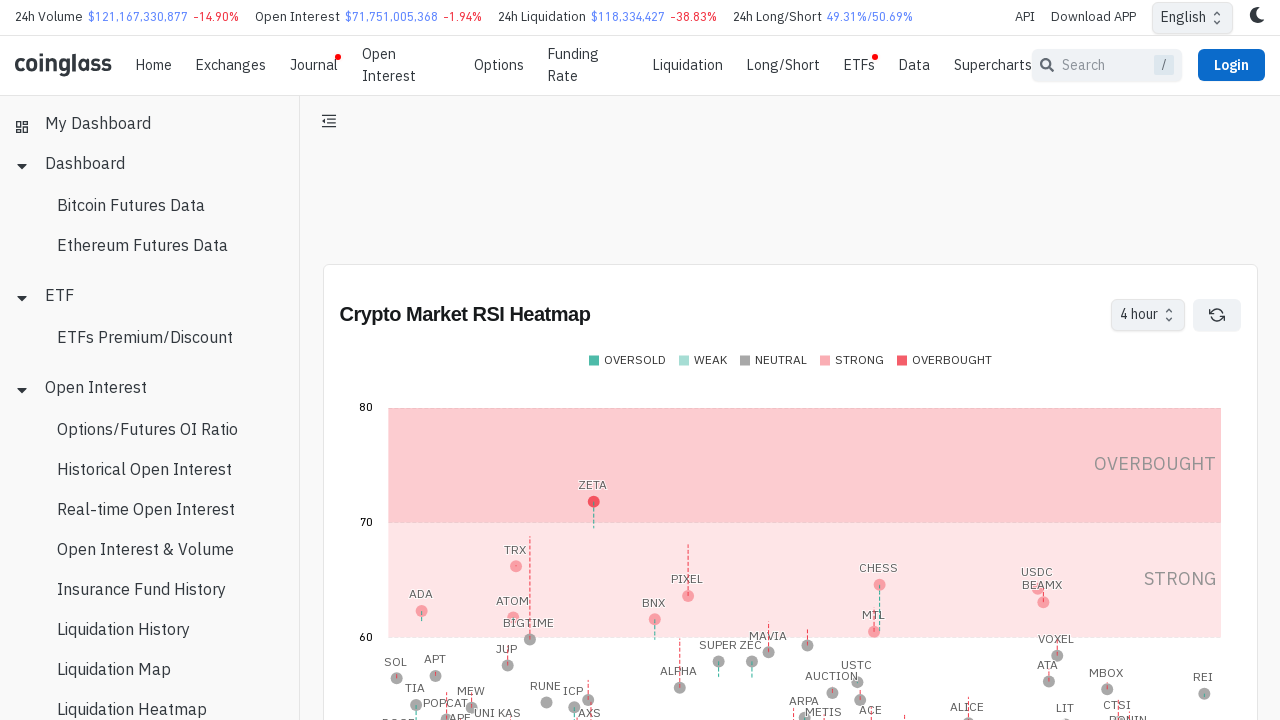 24h Volume $121,167,330,877 -14.90% Open Interest $71,751,005,368 -1.94% 24h Liquidation $118,334,427 -38.83% 24h Long/Short 49.31%/50.69% API Download APP English
coinglass Home Exchanges Journal Open Interest Options Funding Rate Liquidation Long/Short ETFs Data Supercharts Search / Login
My Dashboard
Dashboard
Bitcoin Futures Data
Ethereum Futures Data
ETF
ETFs Premium/Discount
Open Interest
Options/Futures OI Ratio
Historical Open Interest
Real-time Open Interest
Open Interest & Volume
Insurance Fund History
Liquidation History
Liquidation Map
Liquidation Heatmap
Crypto Market RSI Heatmap 4 hour
OVERSOLD WEAK NEUTRAL STRONG OVERBOUGHT
80
OVERBOUGHT
ZETA
70
TRX
CHESS
USDC
STRONG
PIXEL
BEAMX
ADA
ATOM
BNX
MTL
BIGTIME
60
MAVIA
VOXEL
JUP
SUPER ZEC
SOL
APT
USTC
ATA
ALPHA
MBOX
AUCTION
REI
TIA
MEW
RUNE
ICP
POPCAT
ARPA
CTSI
ALICE
UNI KAS
AXS
METIS
ACE
LIT